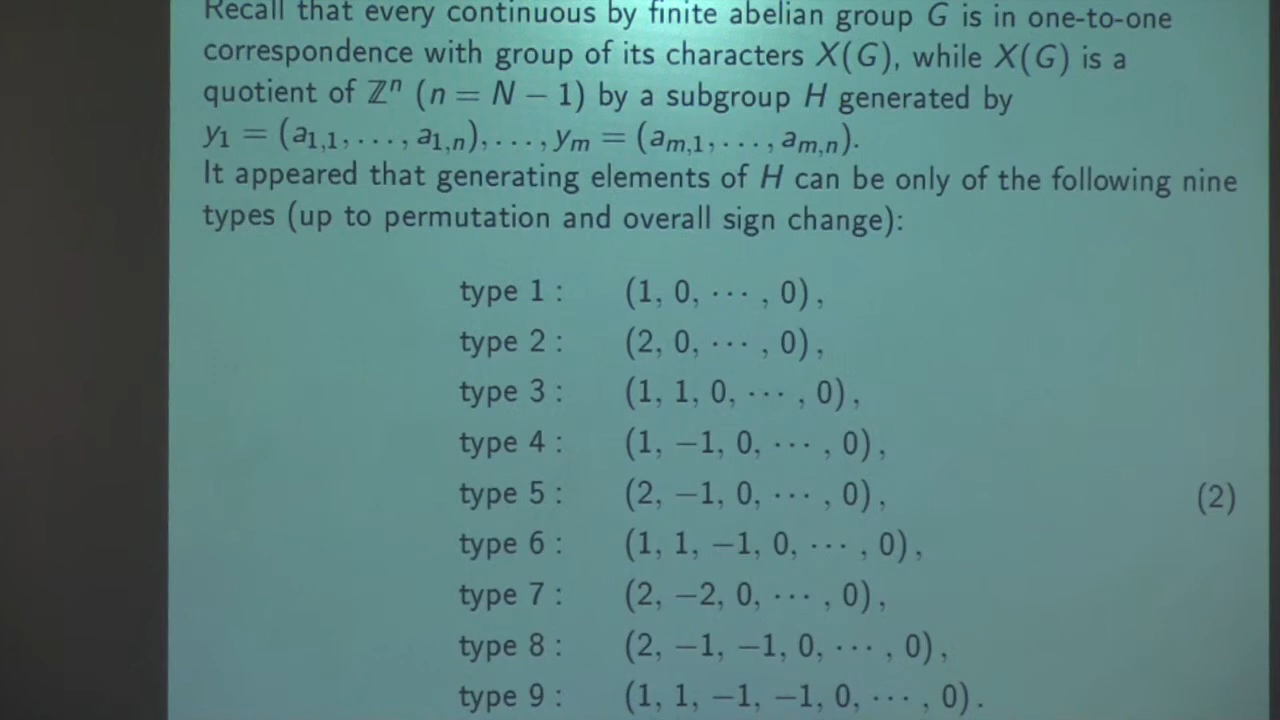 Recall that every continuous by finite abelian group G is in one-to-one
correspondence with group of its characters X(G), while X(G) is a
quotient of ℤⁿ (n = N − 1) by a subgroup H generated by
y₁ = (a₁,₁, . . . , a₁,ₙ), . . . , yₘ = (aₘ,₁, . . . , aₘ,ₙ).
It appeared that generating elements of H can be only of the following nine
types (up to permutation and overall sign change):
type 1 : (1, 0, ··· , 0),
type 2 : (2, 0, ··· , 0),
type 3 : (1, 1, 0, ··· , 0),
type 4 : (1, −1, 0, ··· , 0),
type 5 : (2, −1, 0, ··· , 0), (2)
type 6 : (1, 1, −1, 0, ··· , 0),
type 7 : (2, −2, 0, ··· , 0),
type 8 : (2, −1, −1, 0, ··· , 0),
type 9 : (1, 1, −1, −1, 0, ··· , 0).